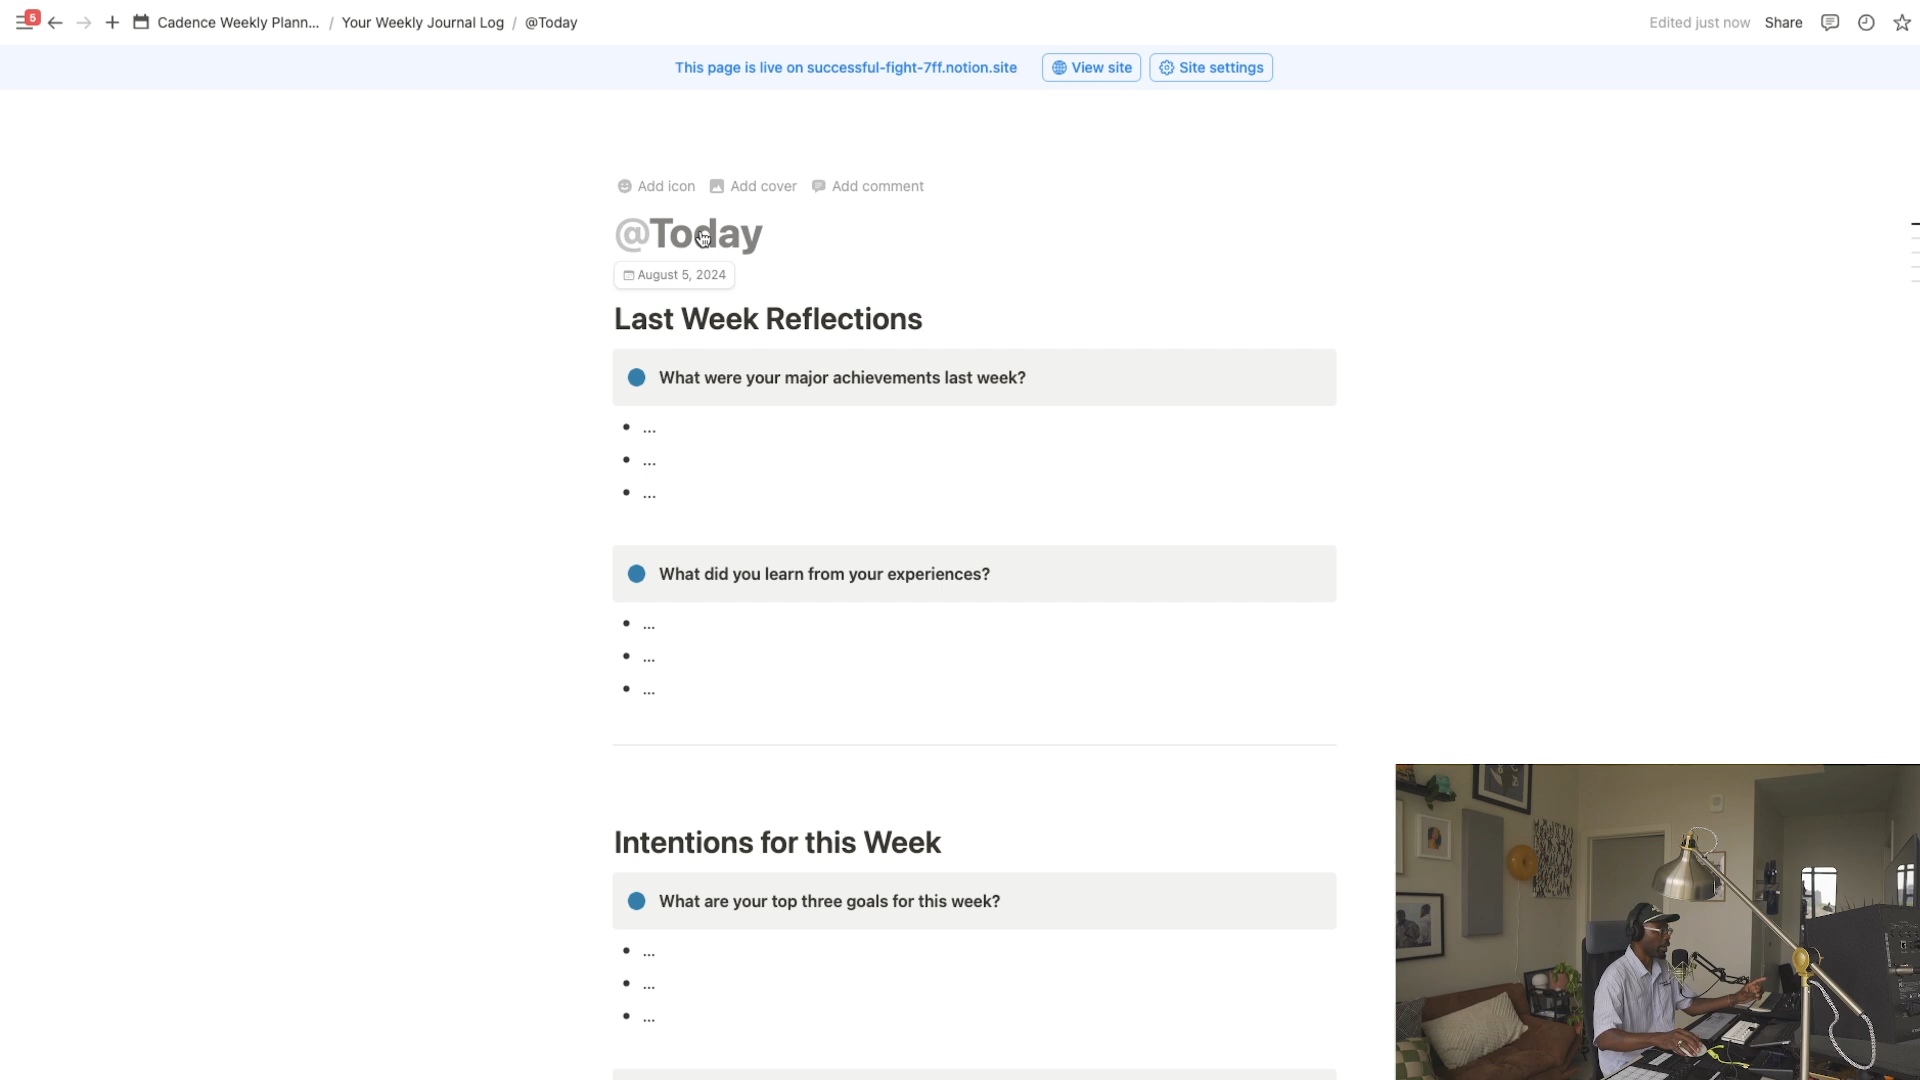 5
Cadence Weekly Plann... / Your Weekly Journal Log / @Today
Edited just now Share
This page is live on successful-fight-7ff.notion.site View site Site settings
Add icon Add cover Add comment
@Today
August 5, 2024
Last Week Reflections
What were your major achievements last week?
• ...
• ...
• ...
What did you learn from your experiences?
• ...
• ...
• ...
Intentions for this Week
What are your top three goals for this week?
• ...
• ...
• ...